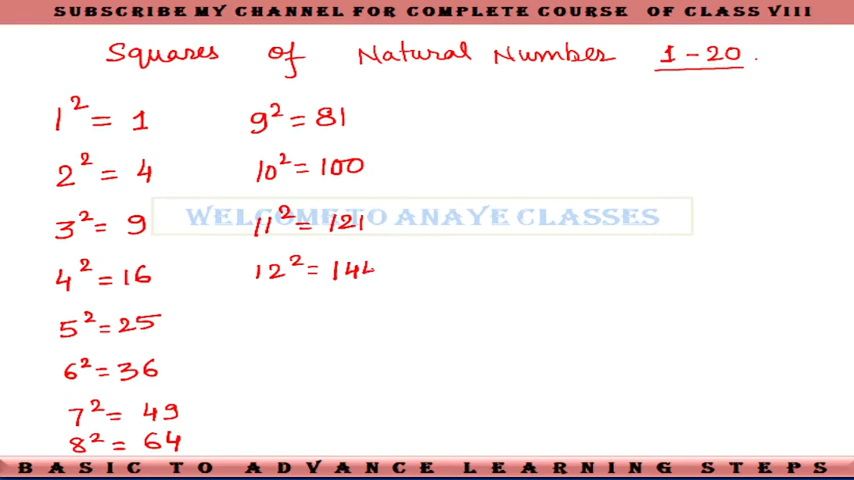 SUBSCRIBE MY CHANNEL FOR COMPLETE COURSE OF CLASS VIII
Squares of Natural Number 1-20.
1² = 1
2² = 4
3² = 9
4² = 16
5² = 25
6² = 36
7² = 49
8² = 64
9² = 81
10² = 100
11² = 121
12² = 144
WELCOME TO ANAYE CLASSES
BASIC TO ADVANCE LEARNING STEPS